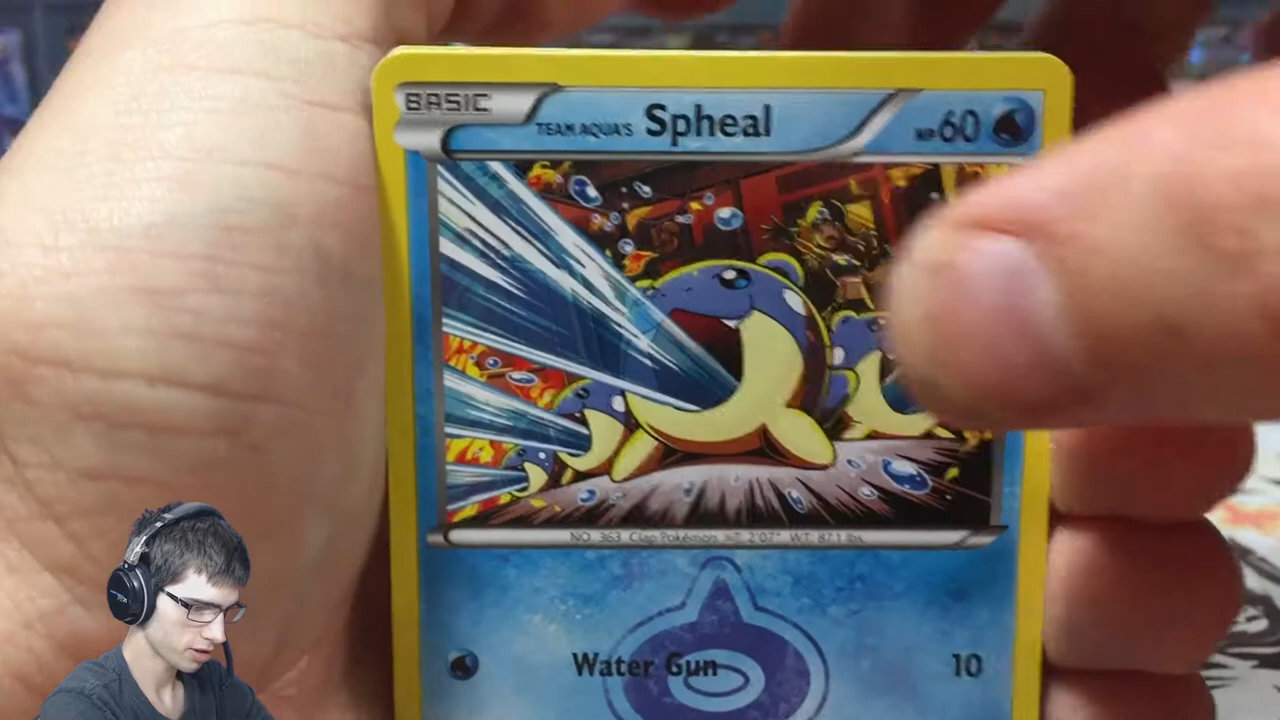 BASIC TEAM AQUA'S Spheal HP 60
NO. 363 Clap Pokémon HT: 2'07" WT: 87.1 lbs.
Water Gun 10